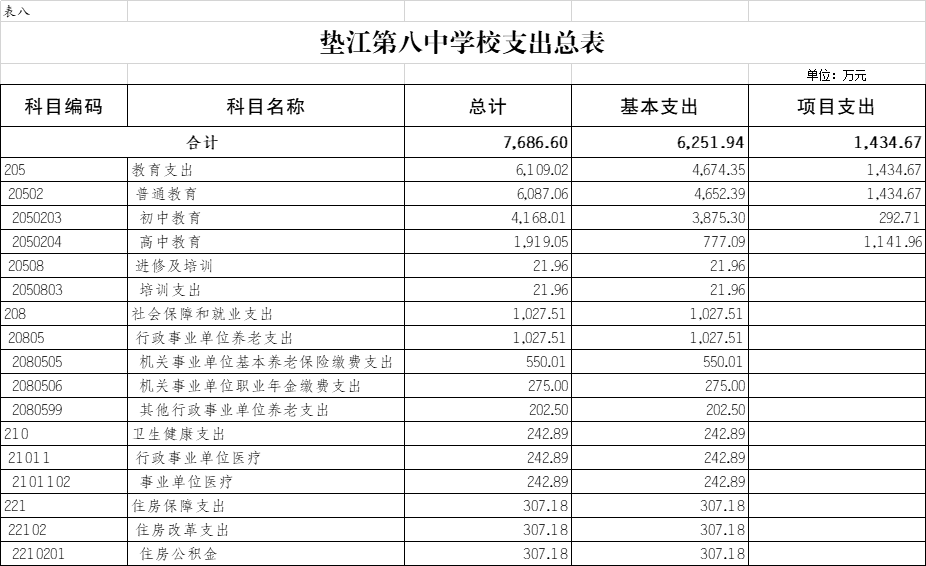 表八
垫江第八中学校支出总表
单位：万元
科目编码 科目名称 总计 基本支出 项目支出
合计 7,686.60 6,251.94 1,434.67
205 教育支出 6,109.02 4,674.35 1,434.67
20502 普通教育 6,087.06 4,652.39 1,434.67
2050203 初中教育 4,168.01 3,875.30 292.71
2050204 高中教育 1,919.05 777.09 1,141.96
20508 进修及培训 21.96 21.96
2050803 培训支出 21.96 21.96
208 社会保障和就业支出 1,027.51 1,027.51
20805 行政事业单位养老支出 1,027.51 1,027.51
2080505 机关事业单位基本养老保险缴费支出 550.01 550.01
2080506 机关事业单位职业年金缴费支出 275.00 275.00
2080599 其他行政事业单位养老支出 202.50 202.50
210 卫生健康支出 242.89 242.89
21011 行政事业单位医疗 242.89 242.89
2101102 事业单位医疗 242.89 242.89
221 住房保障支出 307.18 307.18
22102 住房改革支出 307.18 307.18
2210201 住房公积金 307.18 307.18